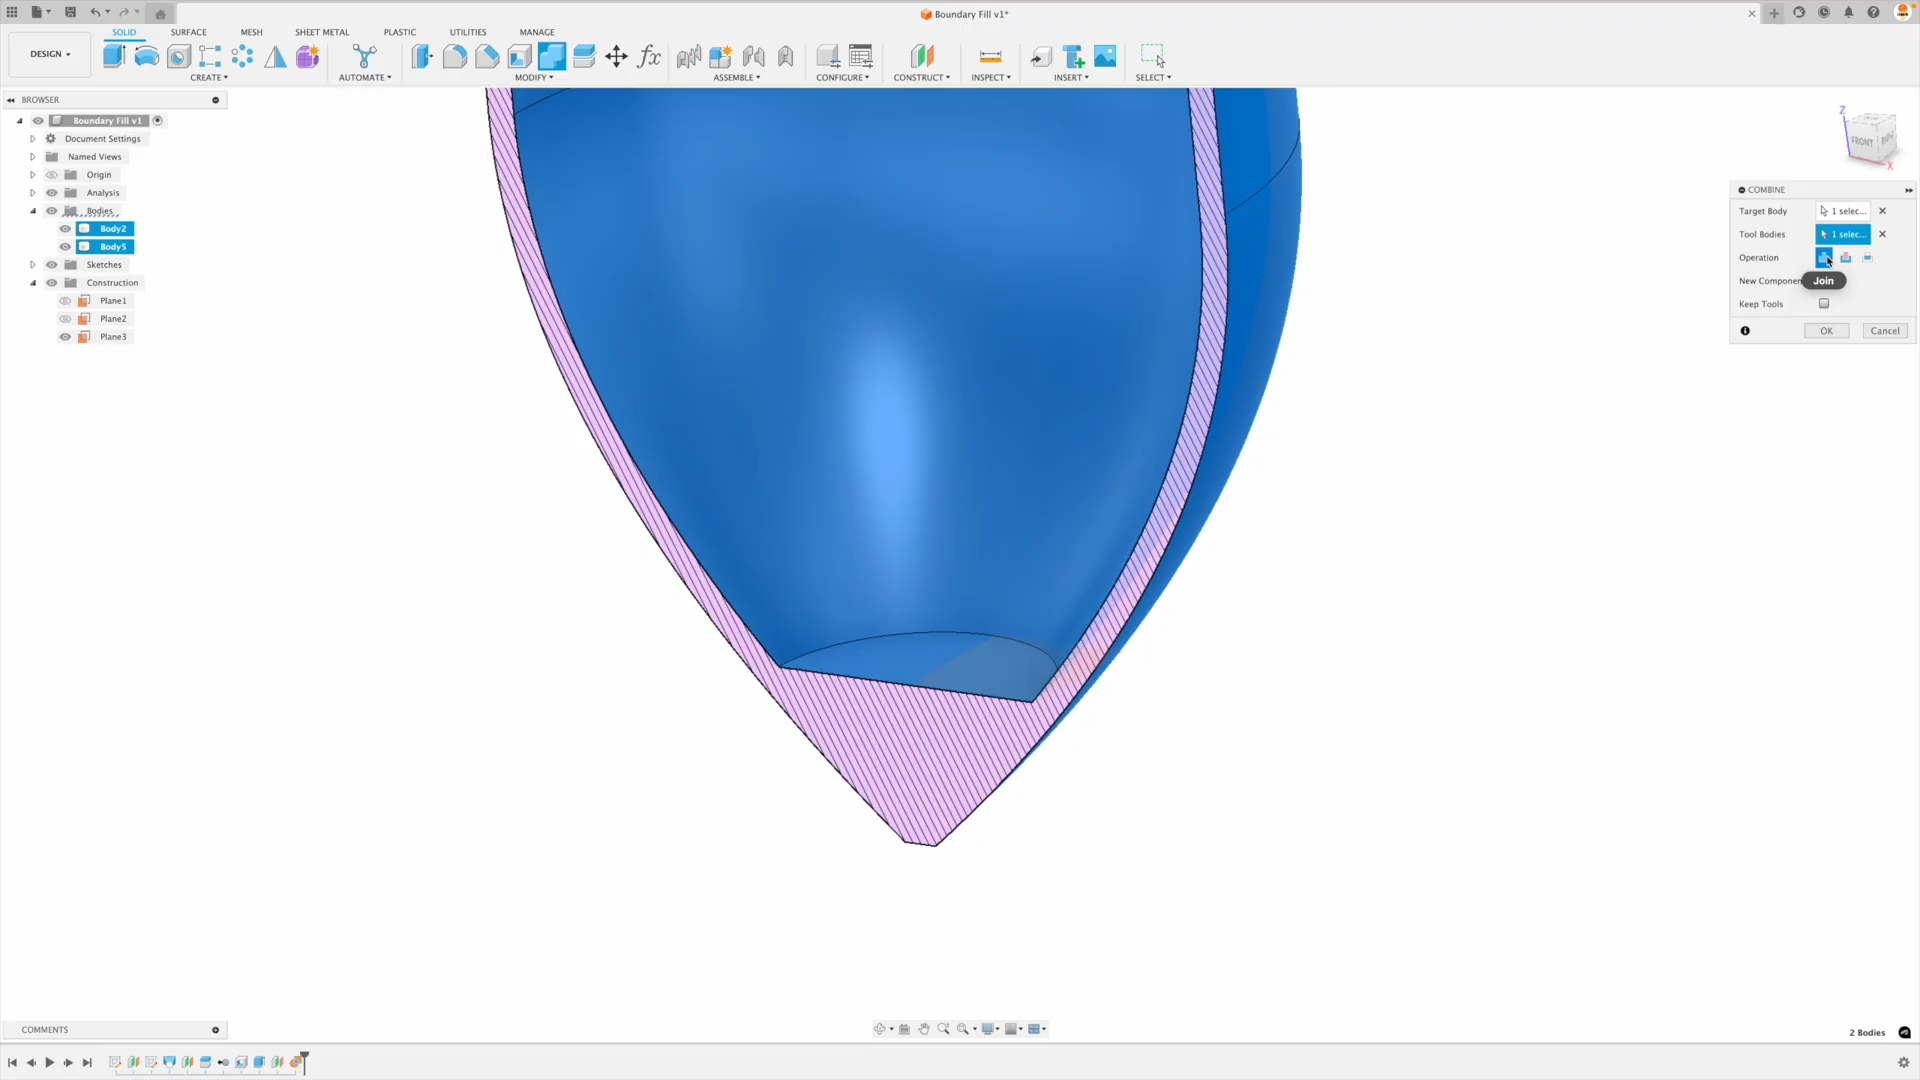 Boundary Fill v1*
DESIGN
SOLID
SURFACE
MESH
SHEET METAL
PLASTIC
UTILITIES
MANAGE
CREATE
AUTOMATE
MODIFY
ASSEMBLE
CONFIGURE
CONSTRUCT
INSPECT
INSERT
SELECT
fx
BROWSER
Boundary Fill v1
Document Settings
Named Views
Origin
Analysis
Bodies
Body2
Body5
Sketches
Construction
Plane1
Plane2
Plane3
Z
FRONT
RIGHT
X
COMBINE
Target Body
1 selec...
Tool Bodies
1 selec...
Operation
New Componen
Join
Keep Tools
OK
Cancel
COMMENTS
2 Bodies